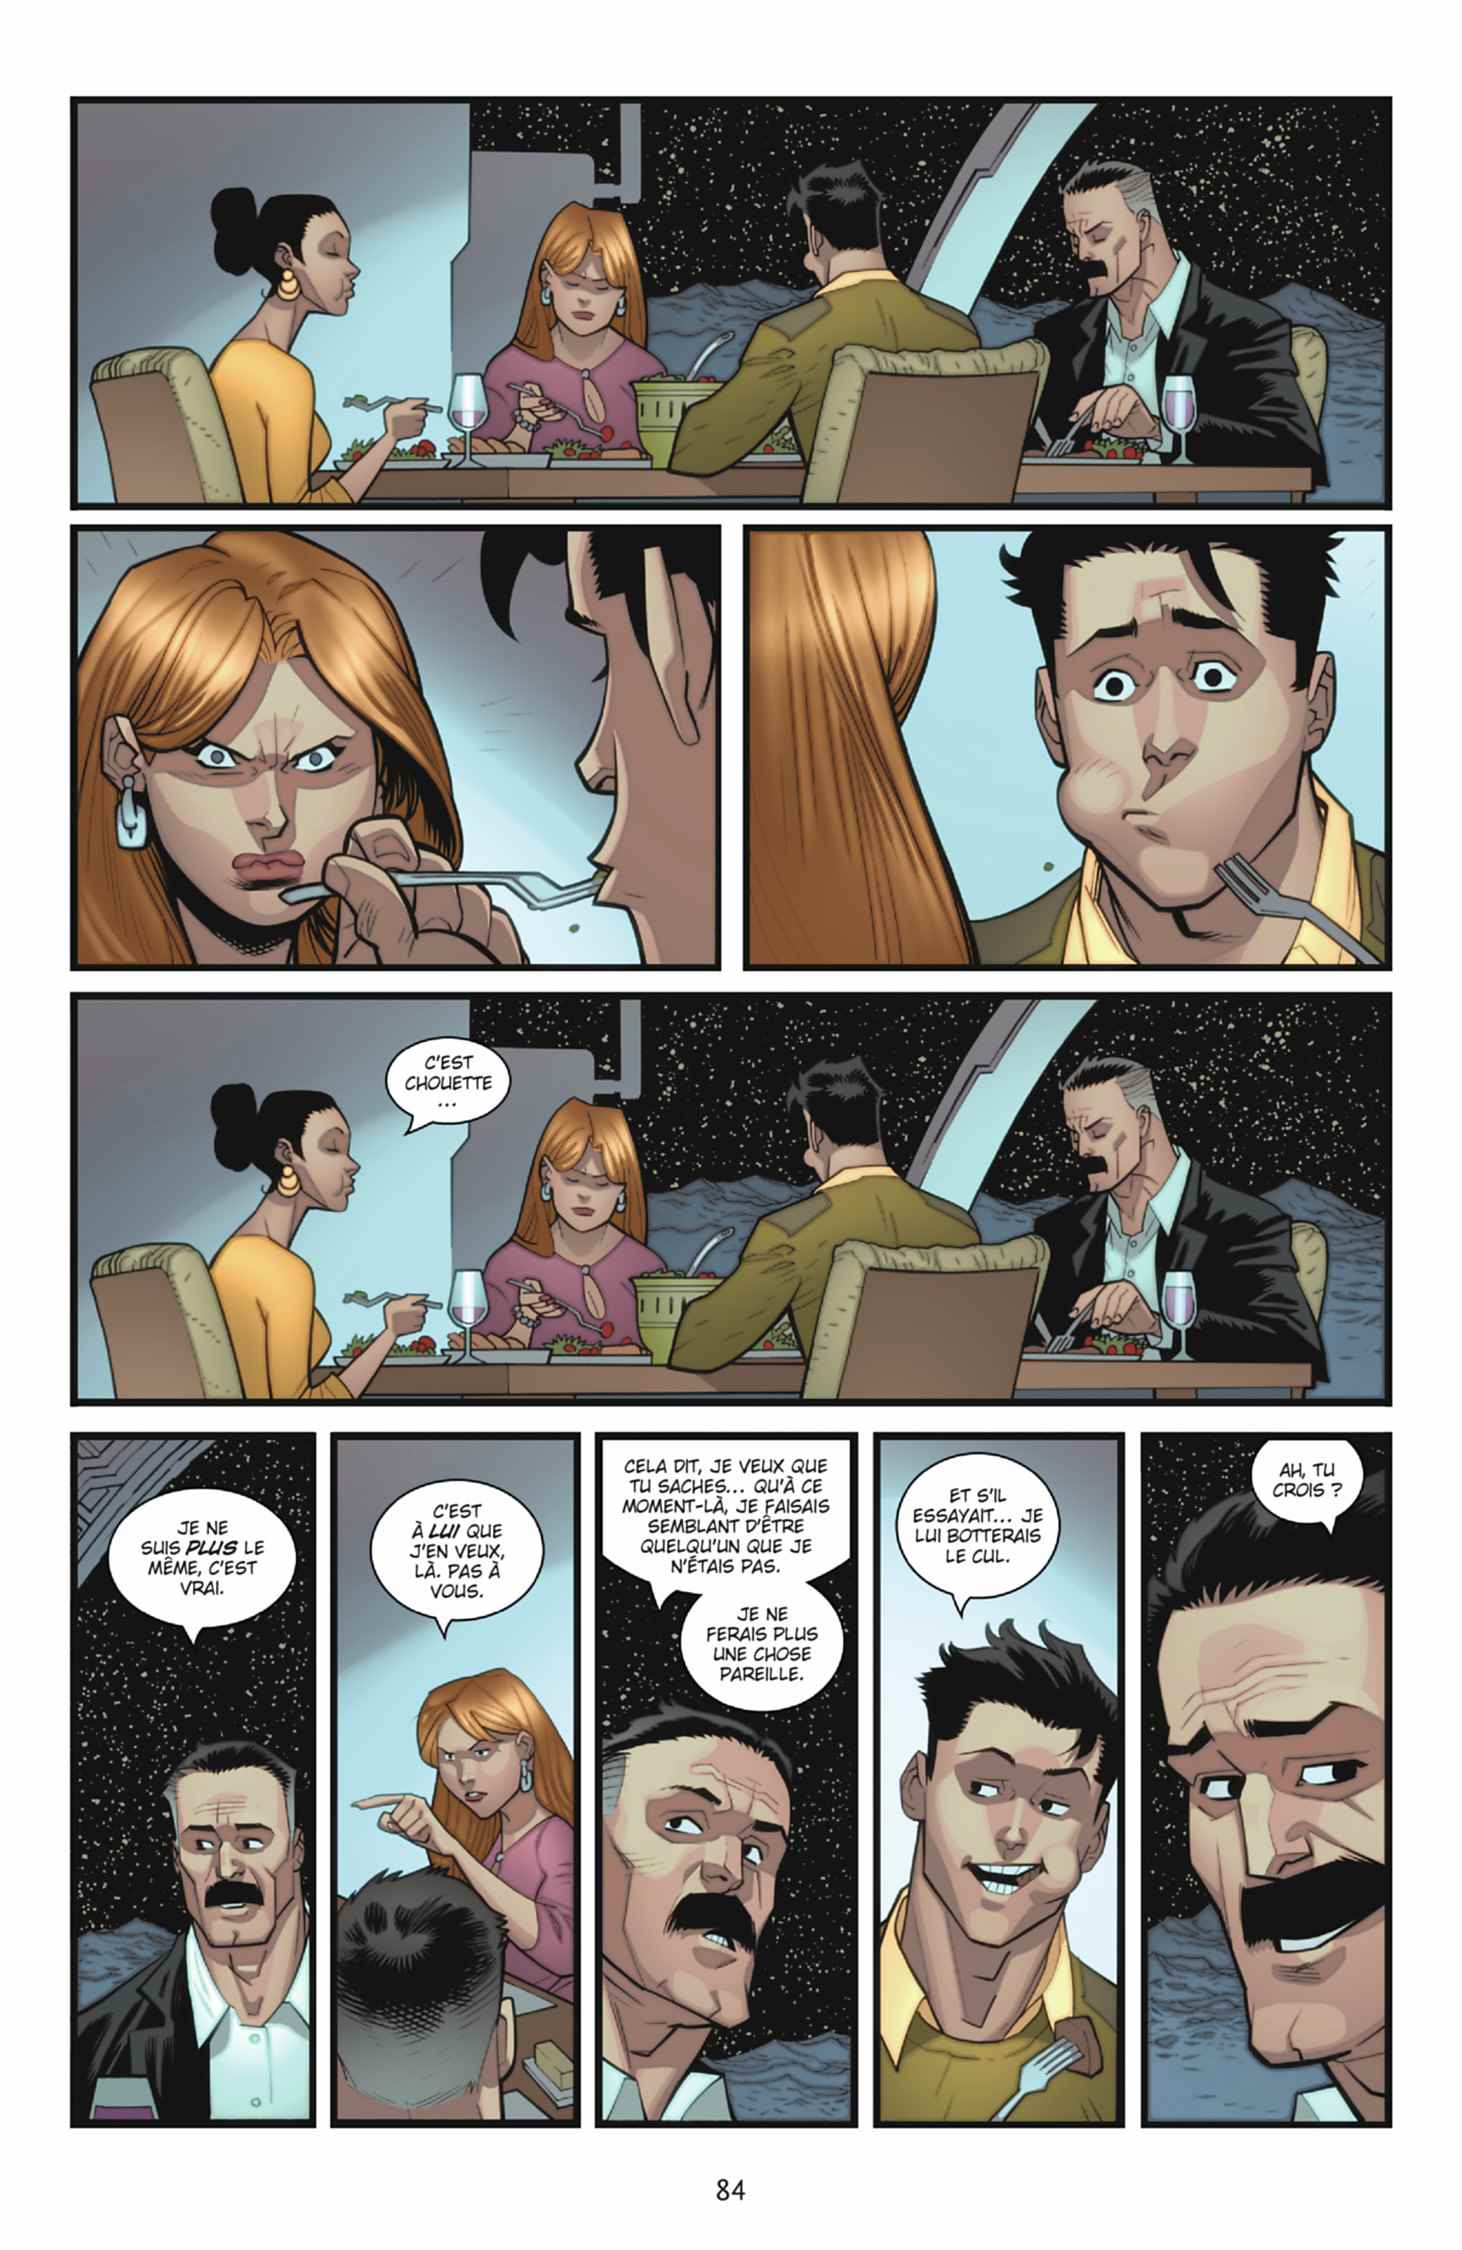 C'EST
CHOUETTE
...
JE NE
SUIS PLUS LE
MÊME, C'EST
VRAI.
C'EST
À LUI QUE
J'EN VEUX,
LÀ. PAS À
VOUS.
CELA DIT, JE VEUX QUE
TU SACHES... QU'À CE
MOMENT-LÀ, JE FAISAIS
SEMBLANT D'ÊTRE
QUELQU'UN QUE JE
N'ÉTAIS PAS.
JE NE
FERAIS PLUS
UNE CHOSE
PAREILLE.
ET S'IL
ESSAYAIT... JE
LUI BOTTERAIS
LE CUL.
AH, TU
CROIS ?
84